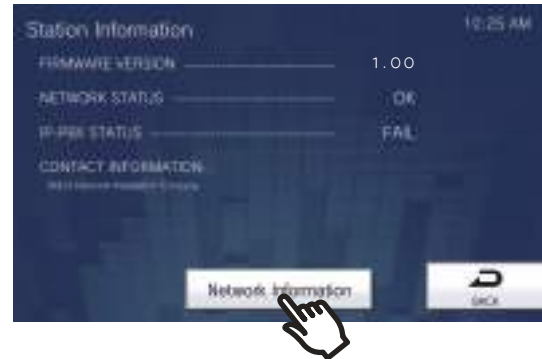 Station Information 10:25 AM
FIRMWARE VERSION 1.00
NETWORK STATUS OK
IP-PBX STATUS FAIL
CONTACT INFORMATION
Network Information
BACK